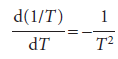 d(1/T)/dT = -1/T²